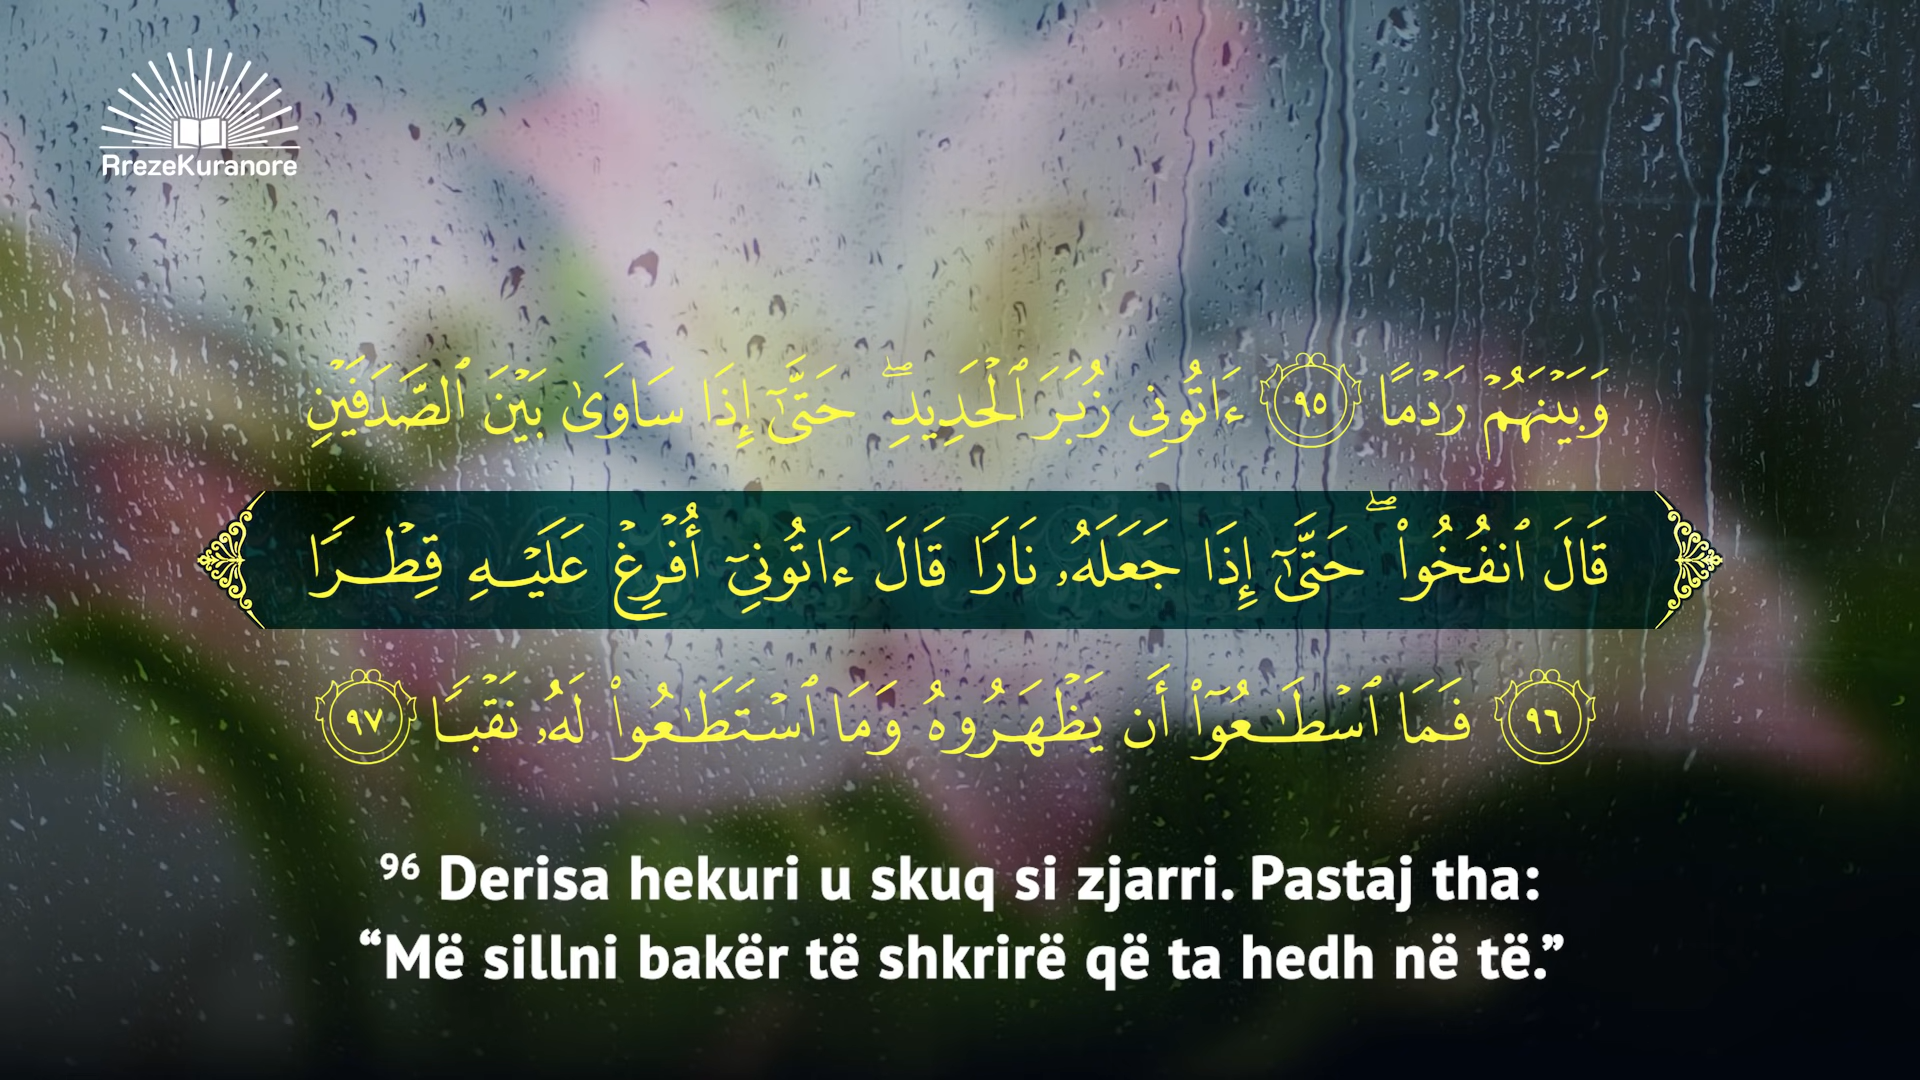 RrezeKuranore
وَبَيْنَهُمْ رَدْمًا ٩٥ ءَاتُونِى زُبَرَ ٱلْحَدِيدِ ۖ حَتَّىٰٓ إِذَا سَاوَىٰ بَيْنَ ٱلصَّدَفَيْنِ
قَالَ ٱنفُخُوا۟ ۖ حَتَّىٰٓ إِذَا جَعَلَهُۥ نَارًا قَالَ ءَاتُونِىٓ أُفْرِغْ عَلَيْهِ قِطْرًا
٩٦ فَمَا ٱسْطَـٰعُوٓا۟ أَن يَظْهَرُوهُ وَمَا ٱسْتَطَـٰعُوا۟ لَهُۥ نَقْبًا ٩٧
96 Derisa hekuri u skuq si zjarri. Pastaj tha:
“Më sillni bakër të shkrirë që ta hedh në të.”